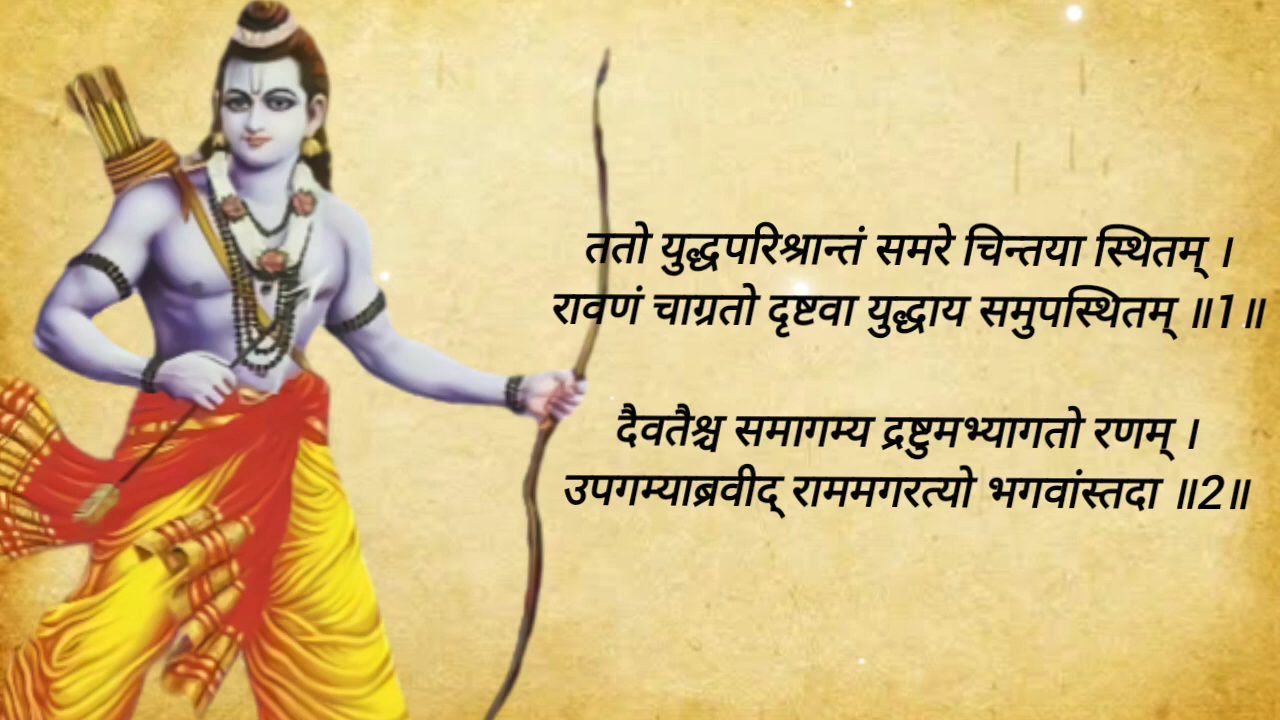 ततो युद्धपरिश्रान्तं समरे चिन्तया स्थितम् ।
रावणं चाग्रतो दृष्टवा युद्धाय समुपस्थितम् ॥1॥
दैवतैश्च समागम्य द्रष्टुमभ्यागतो रणम् ।
उपगम्याब्रवीद् राममगरत्यो भगवांस्तदा ॥2॥